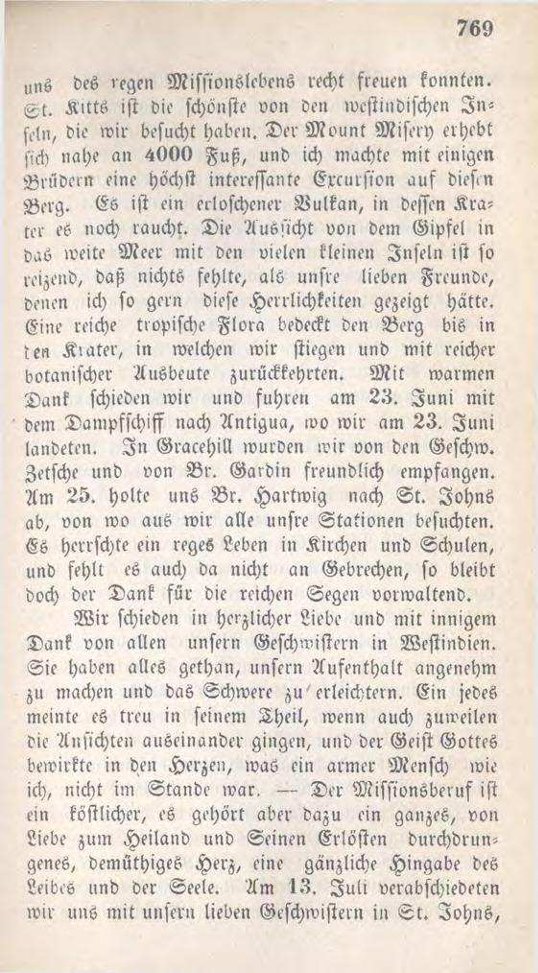 769
uns des regen Missionslebens recht freuen konnten.
St. Kitts ist die schönste von den westindischen In-
seln, die wir besucht haben. Der Mount Misery erhebt
sich nahe an 4000 Fuß, und ich machte mit einigen
Brüdern eine höchst interessante Excursion auf diesen
Berg. Es ist ein erloschener Vulkan, in dessen Kra-
ter es noch raucht. Die Aussicht von dem Gipfel in
das weite Meer mit den vielen kleinen Inseln ist so
reizend, daß nichts fehlte, als unsre lieben Freunde,
denen ich so gern diese Herrlichkeiten gezeigt hätte.
Eine reiche tropische Flora bedeckt den Berg bis in
den Krater, in welchen wir stiegen und mit reicher
botanischer Ausbeute zurückkehrten. Mit warmen
Dank schieden wir und fuhren am 23. Juni mit
dem Dampfschiff nach Antigua, wo wir am 23. Juni
landeten. In Gracehill wurden wir von den Geschw.
Zetsche und von Br. Gardin freundlich empfangen.
Am 25. holte uns Br. Hartwig nach St. Johns
ab, von wo aus wir alle unsre Stationen besuchten.
Es herrschte ein reges Leben in Kirchen und Schulen,
und fehlt es auch da nicht an Gebrechen, so bleibt
doch der Dank für die reichen Segen vorwaltend.
Wir schieden in herzlicher Liebe und mit innigem
Dank von allen unsern Geschwistern in Westindien.
Sie haben alles gethan, unsern Aufenthalt angenehm
zu machen und das Schwere zu erleichtern. Ein jedes
meinte es treu in seinem Theil, wenn auch zuweilen
die Ansichten auseinander gingen, und der Geist Gottes
bewirkte in den Herzen, was ein armer Mensch wie
ich, nicht im Stande war. — Der Missionsberuf ist
ein köstlicher, es gehört aber dazu ein ganzes, von
Liebe zum Heiland und Seinen Erlösten durchdrun-
genes, demüthiges Herz, eine gänzliche Hingabe des
Leibes und der Seele. Am 13. Juli verabschiedeten
wir uns mit unsern lieben Geschwistern in St. Johns,